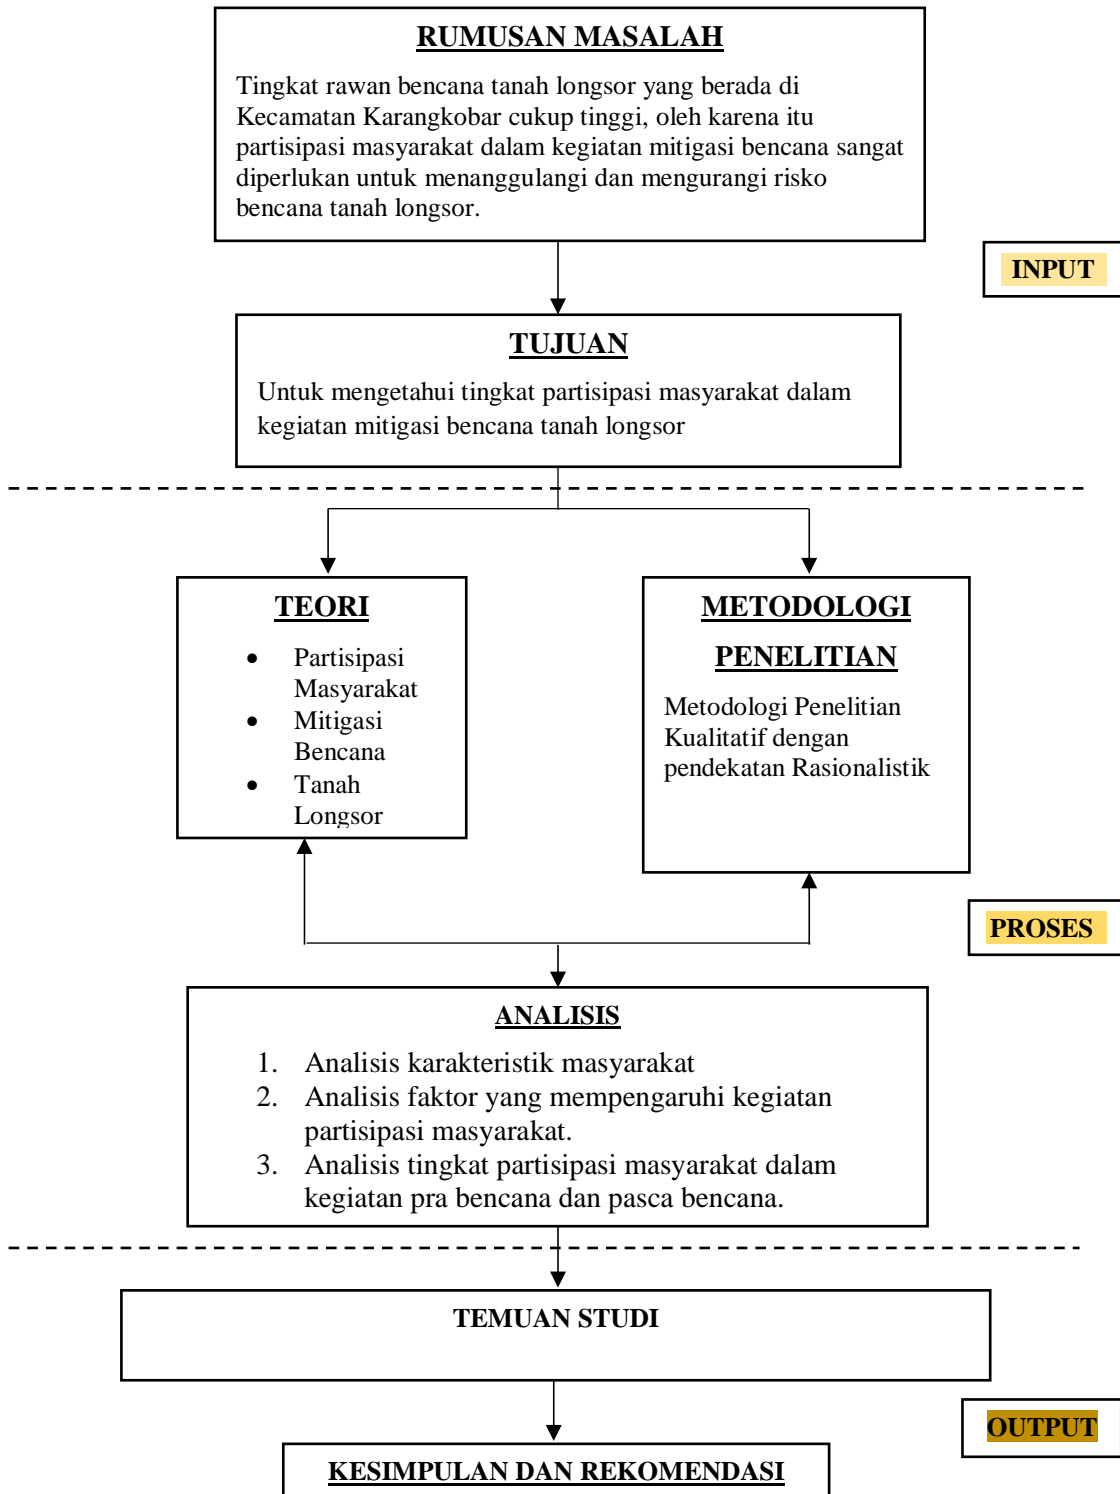 RUMUSAN MASALAH
Tingkat rawan bencana tanah longsor yang berada di
Kecamatan Karangkobar cukup tinggi, oleh karena itu
partisipasi masyarakat dalam kegiatan mitigasi bencana sangat
diperlukan untuk menanggulangi dan mengurangi risko
bencana tanah longsor.
INPUT
TUJUAN
Untuk mengetahui tingkat partisipasi masyarakat dalam
kegiatan mitigasi bencana tanah longsor
TEORI
• Partisipasi
Masyarakat
• Mitigasi
Bencana
• Tanah
Longsor
METODOLOGI
PENELITIAN
Metodologi Penelitian
Kualitatif dengan
pendekatan Rasionalistik
PROSES
ANALISIS
1. Analisis karakteristik masyarakat
2. Analisis faktor yang mempengaruhi kegiatan
partisipasi masyarakat.
3. Analisis tingkat partisipasi masyarakat dalam
kegiatan pra bencana dan pasca bencana.
TEMUAN STUDI
OUTPUT
KESIMPULAN DAN REKOMENDASI